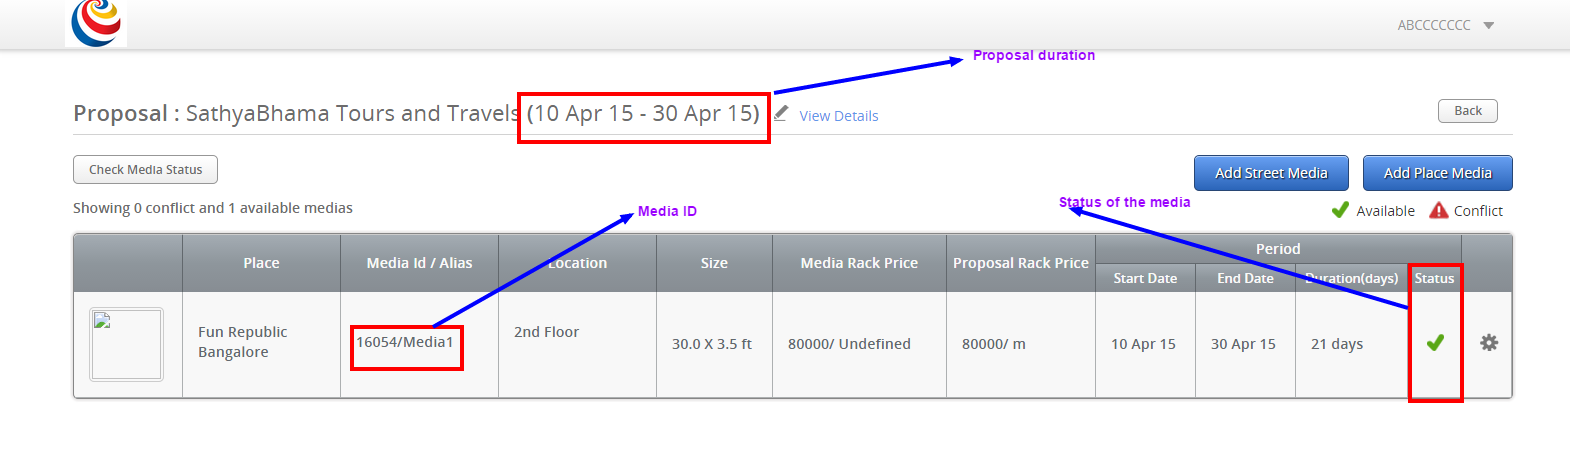 ABCCCCCCC
Proposal duration
Proposal : SathyaBhama Tours and Travels (10 Apr 15 - 30 Apr 15) View Details Back
Check Media Status Add Street Media Add Place Media
Showing 0 conflict and 1 available medias Media ID Status of the media Available Conflict
Place Media Id / Alias Location Size Media Rack Price Proposal Rack Price Period
Start Date End Date Duration(days) Status
Fun Republic
Bangalore
16054/Media1 2nd Floor 30.0 X 3.5 ft 80000/ Undefined 80000/ m 10 Apr 15 30 Apr 15 21 days